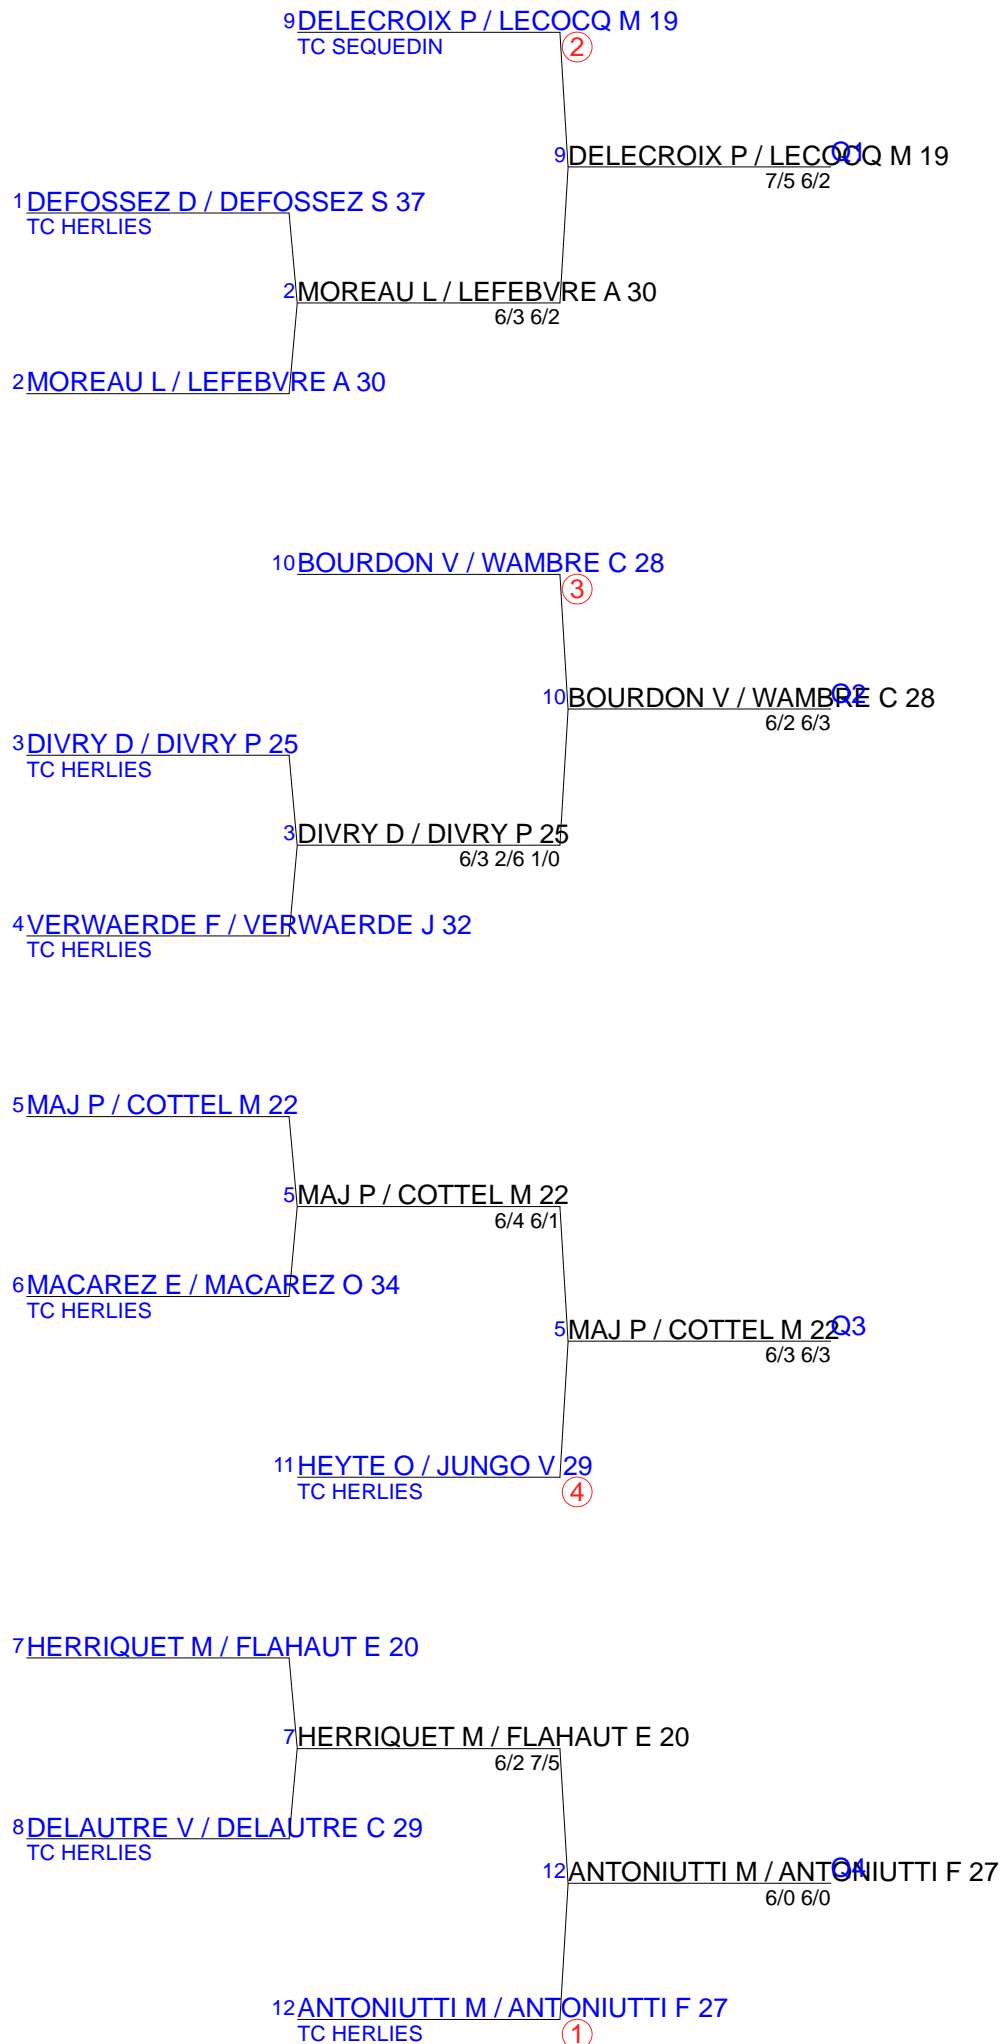 9 DELECROIX P / LECOCQ M 19
TC SEQUEDIN
2
9 DELECROIX P / LECOCQ M 19 Q1
7/5 6/2
1 DEFOSSEZ D / DEFOSSEZ S 37
TC HERLIES
2 MOREAU L / LEFEBVRE A 30
6/3 6/2
2 MOREAU L / LEFEBVRE A 30
10 BOURDON V / WAMBRE C 28
3
10 BOURDON V / WAMBRE C 28 Q2
6/2 6/3
3 DIVRY D / DIVRY P 25
TC HERLIES
3 DIVRY D / DIVRY P 25
6/3 2/6 1/0
4 VERWAERDE F / VERWAERDE J 32
TC HERLIES
5 MAJ P / COTTEL M 22
5 MAJ P / COTTEL M 22
6/4 6/1
6 MACAREZ E / MACAREZ O 34
TC HERLIES
5 MAJ P / COTTEL M 22 Q3
6/3 6/3
11 HEYTE O / JUNGO V 29
TC HERLIES
4
7 HERRIQUET M / FLAHAUT E 20
7 HERRIQUET M / FLAHAUT E 20
6/2 7/5
8 DELAUTRE V / DELAUTRE C 29
TC HERLIES
12 ANTONIUTTI M / ANTONIUTTI F 27 Q4
6/0 6/0
12 ANTONIUTTI M / ANTONIUTTI F 27
TC HERLIES
1